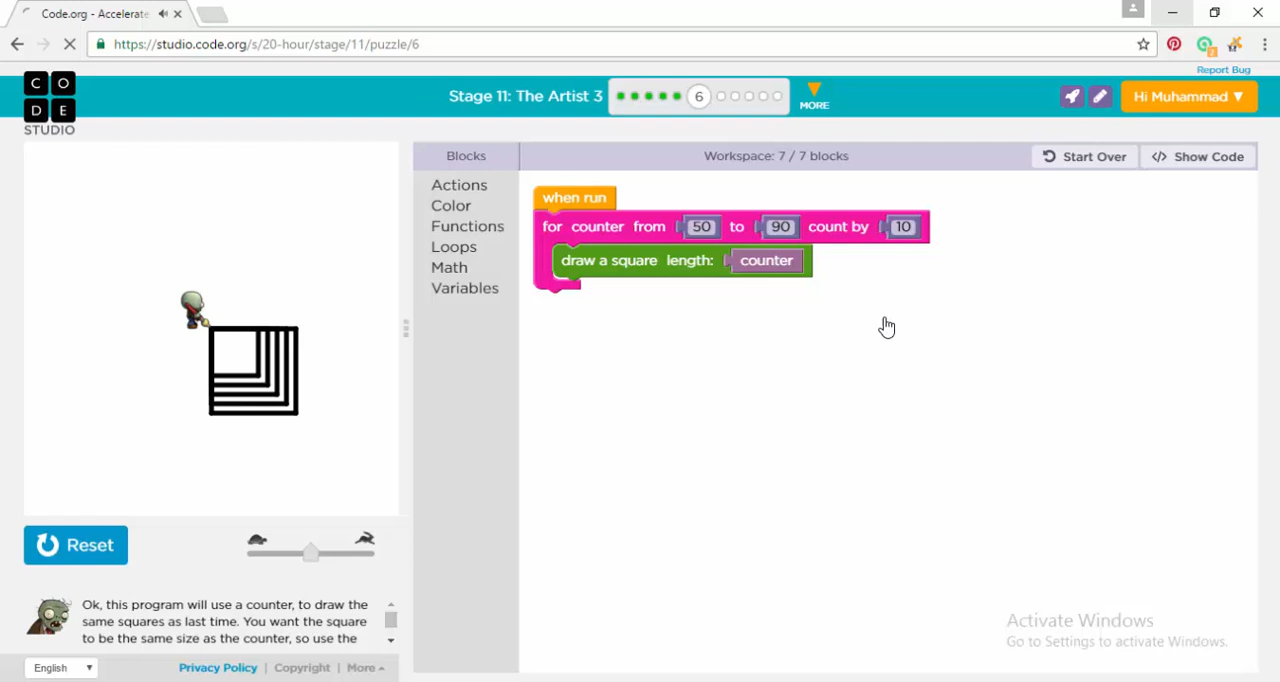 Code.org - Accelerate
https://studio.code.org/s/20-hour/stage/11/puzzle/6
2
Report Bug
CODE
STUDIO
Stage 11: The Artist 3
6
MORE
Hi Muhammad ▼
Blocks
Workspace: 7 / 7 blocks
Start Over
</> Show Code
Actions
Color
Functions
Loops
Math
Variables
when run
for counter from 50 to 90 count by 10
draw a square length: counter
Reset
Ok, this program will use a counter, to draw the
same squares as last time. You want the square
to be the same size as the counter, so use the
Activate Windows
Go to Settings to activate Windows.
English
Privacy Policy | Copyright | More